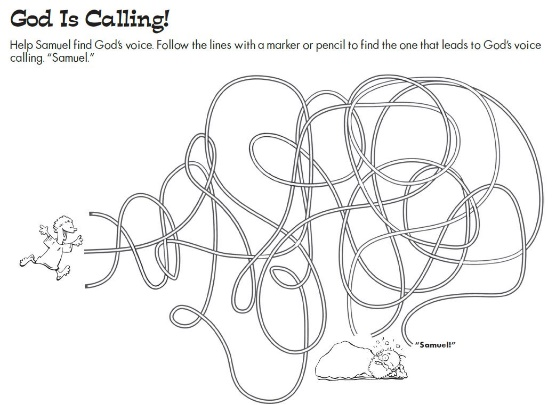 God Is Calling!
Help Samuel find God's voice. Follow the lines with a marker or pencil to find the one that leads to God's voice
calling. "Samuel."
"Samuel!"